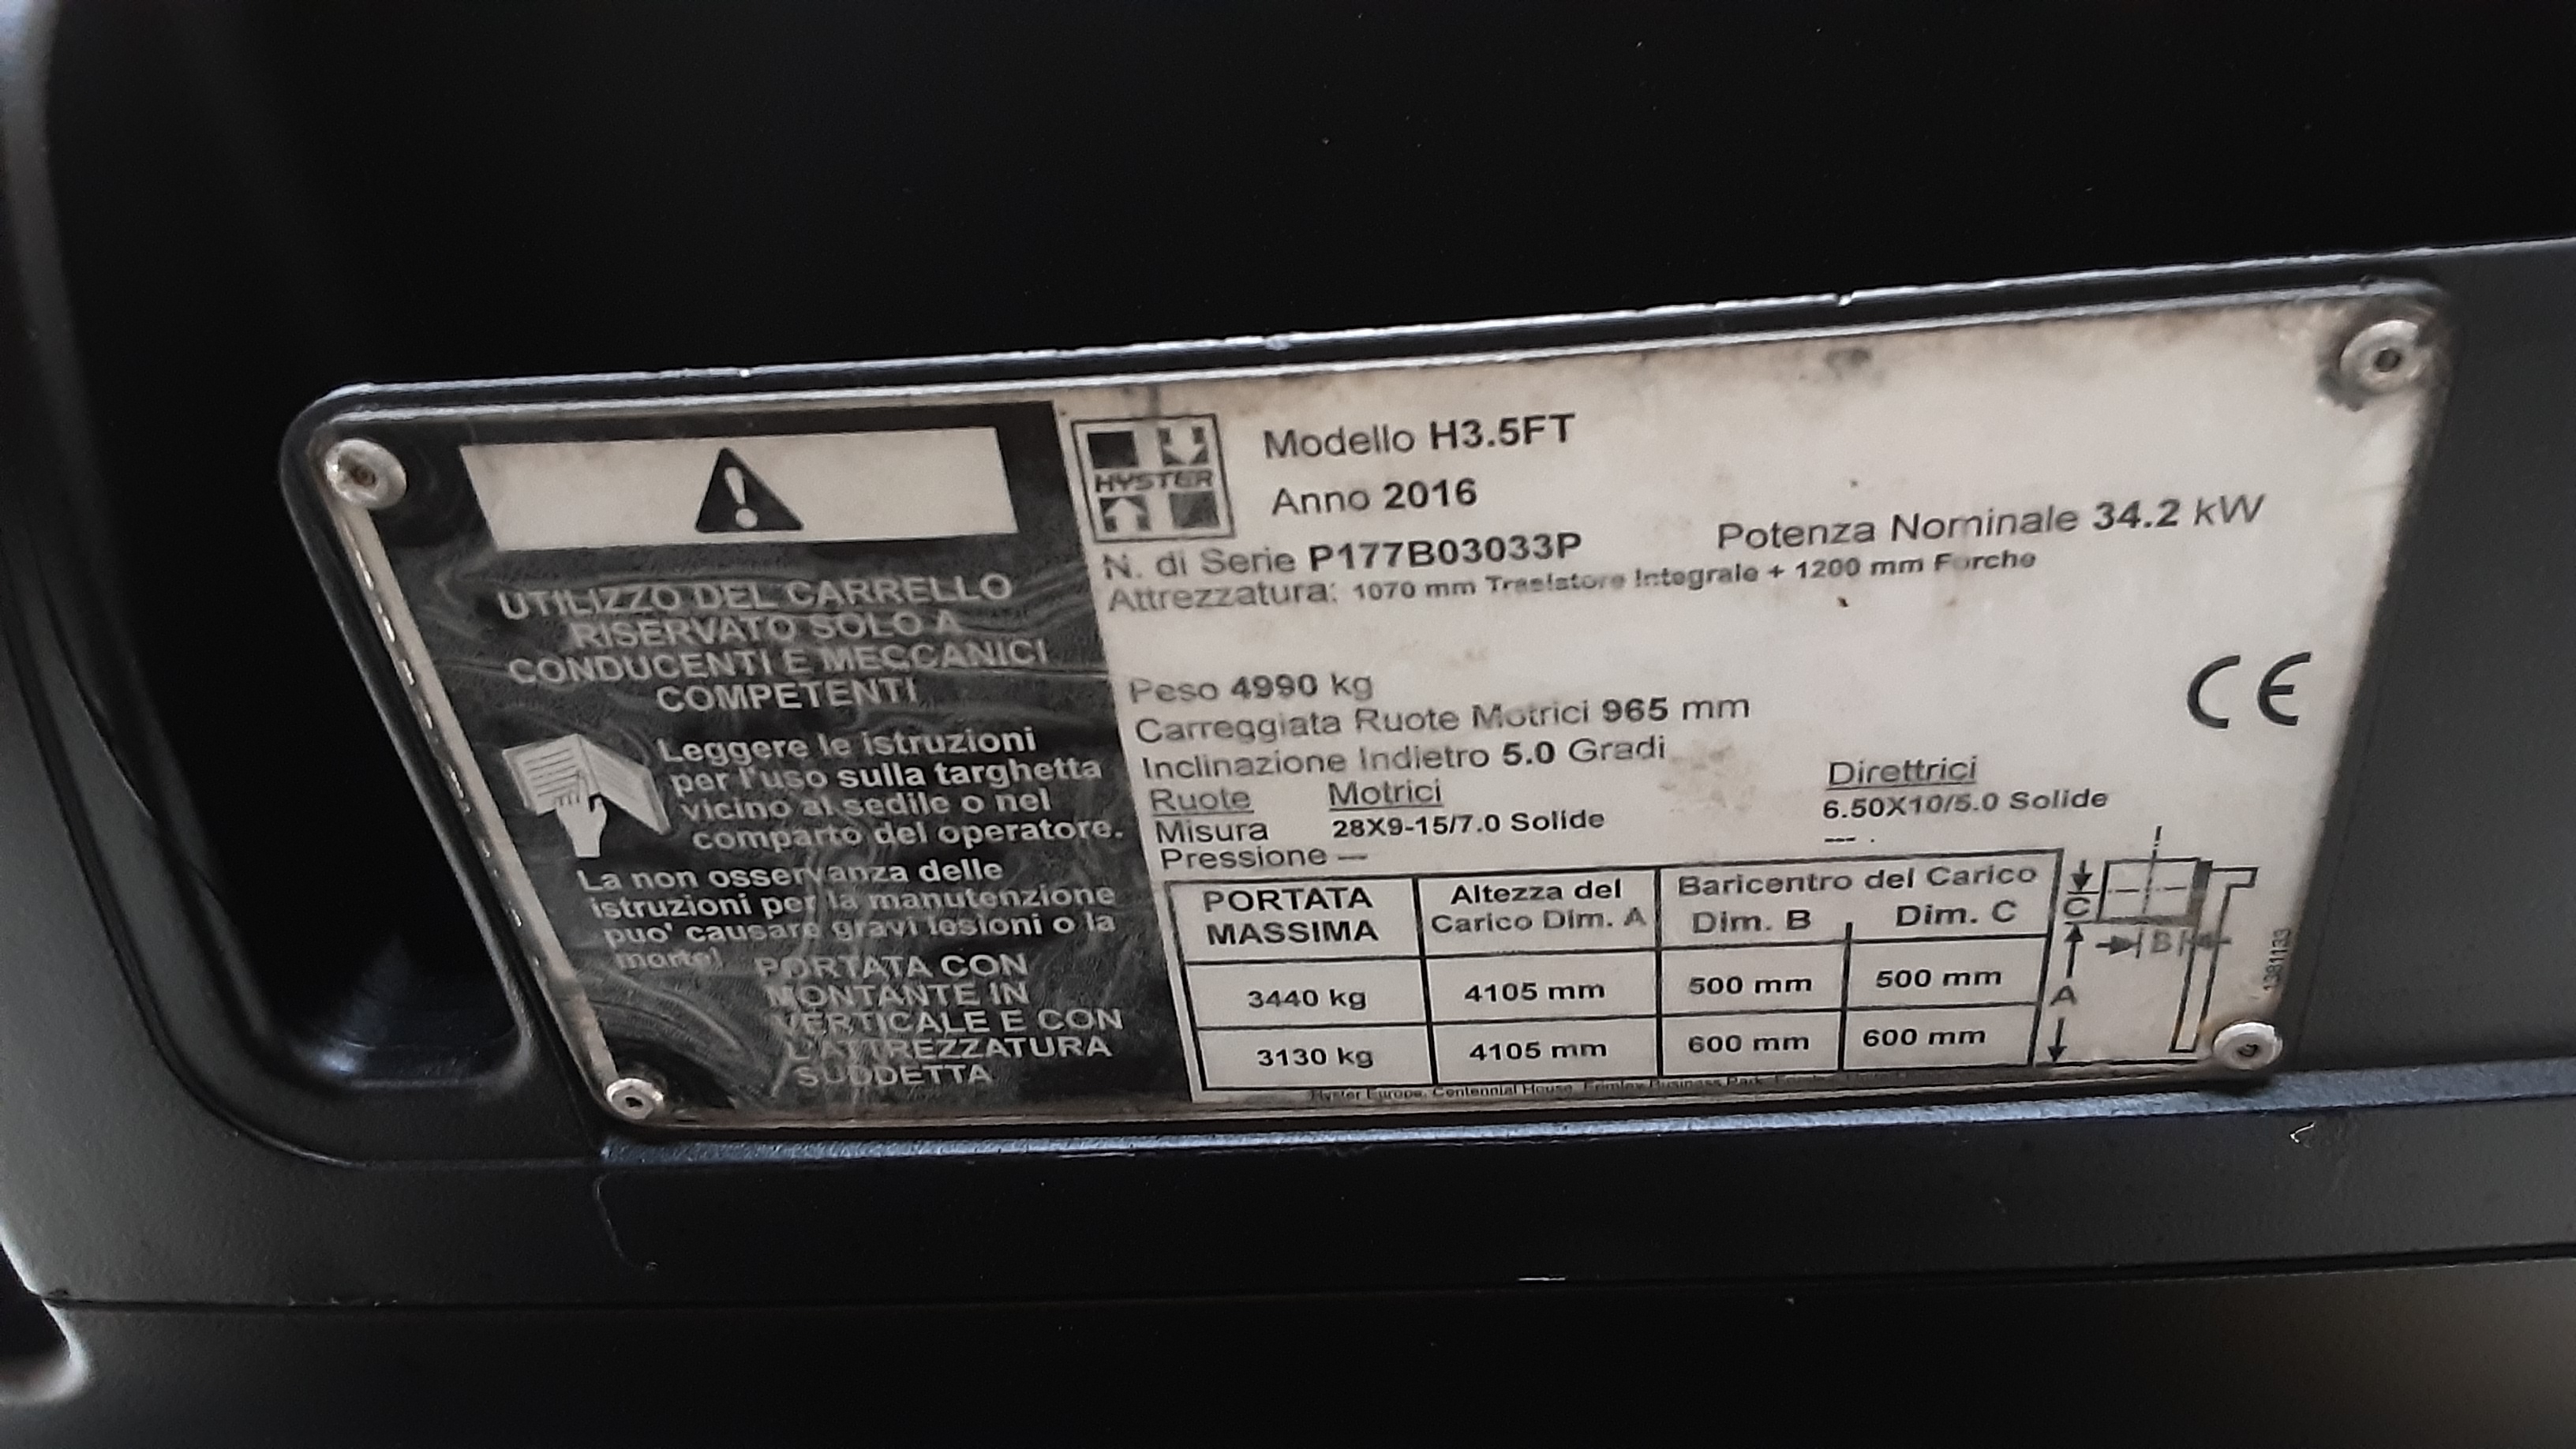 UTILIZZO DEL CARRELLO
RISERVATO SOLO A
CONDUCENTI E MECCANICI
COMPETENTI
Leggere le istruzioni
per l'uso sulla targhetta
vicino al sedile o nel
comparto del operatore.
La non osservanza delle
istruzioni per la manutenzione
puo' causare gravi lesioni o la
morte!
PORTATA CON
MONTANTE IN
VERTICALE E CON
L'ATTREZZATURA
SUDDETTA
HYSTER
Modello H3.5FT
Anno 2016
N. di Serie P177B03033P Potenza Nominale 34.2 kW
Attrezzatura: 1070 mm Traslatore Integrale + 1200 mm Forche
CE
Peso 4990 kg
Carreggiata Ruote Motrici 965 mm
Inclinazione Indietro 5.0 Gradi
Ruote Motrici Direttrici
Misura 28X9-15/7.0 Solide 6.50X10/5.0 Solide
Pressione --- ---
PORTATA MASSIMA Altezza del Carico Dim. A Baricentro del Carico Dim. B Dim. C
3440 kg 4105 mm 500 mm 500 mm
3130 kg 4105 mm 600 mm 600 mm
C
B
A
1381133
Hyster Europe, Centennial House, Frimley Business Park,